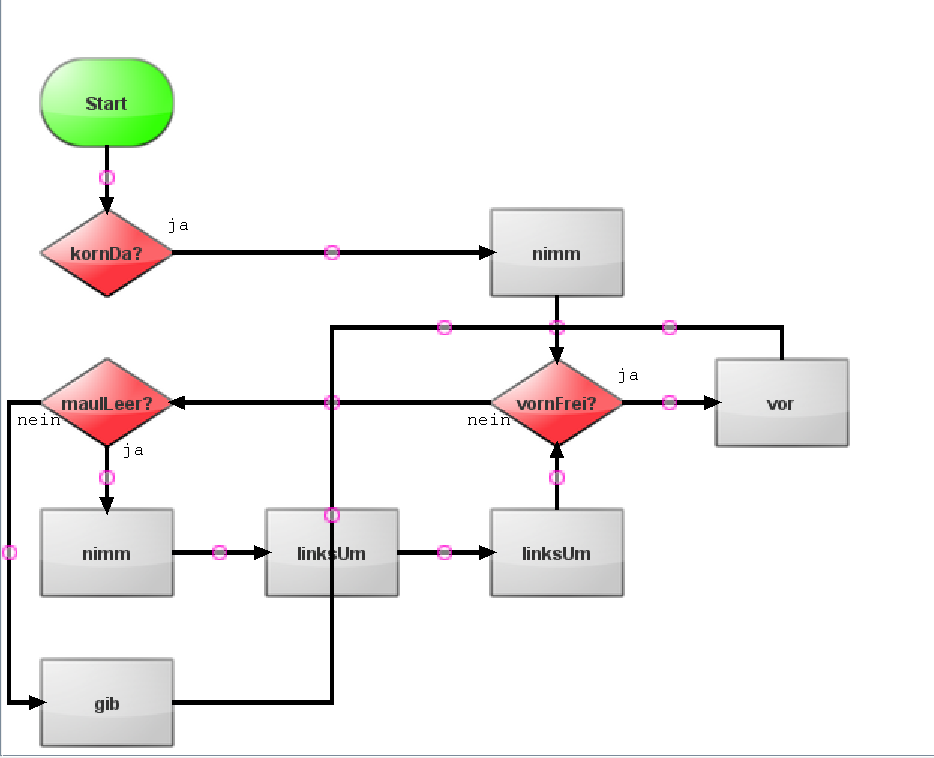 Start
kornDa?
ja
nimm
maulLeer?
nein
ja
vornFrei?
nein
ja
vor
nimm
linksUm
linksUm
gib